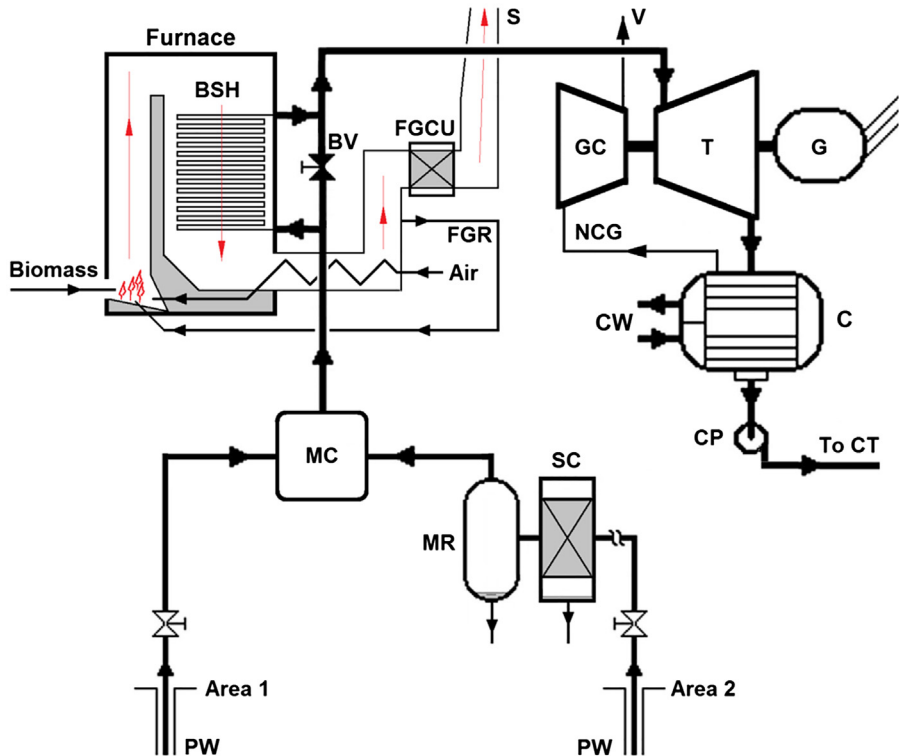 S
V
Furnace
BSH
FGCU
BV
GC
T
G
FGR
NCG
Biomass
Air
CW
C
CP
To CT
MC
SC
MR
Area 1
Area 2
PW
PW